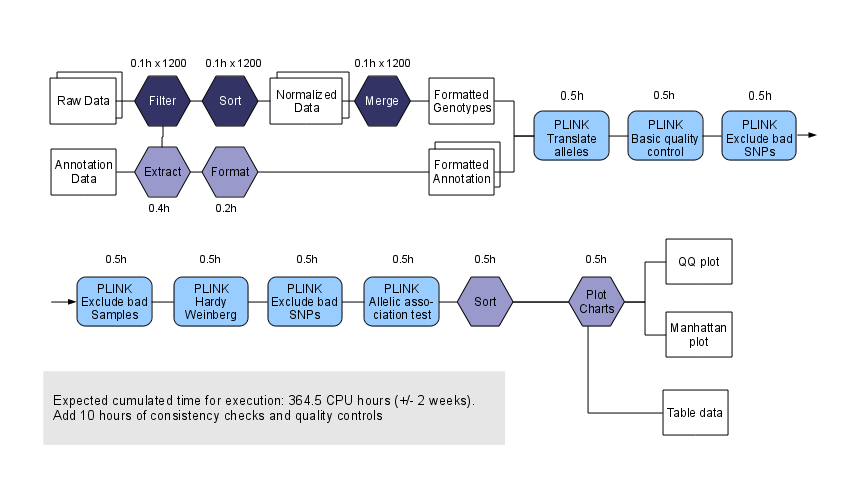 0.1h x 1200
0.1h x 1200
0.1h x 1200
Raw Data
Filter
Sort
Normalized
Data
Merge
Formatted
Genotypes
0.5h
0.5h
0.5h
PLINK
Translate
alleles
PLINK
Basic quality
control
PLINK
Exclude bad
SNPs
Annotation
Data
Extract
Format
Formatted
Annotation
0.4h
0.2h
0.5h
0.5h
0.5h
0.5h
0.5h
0.5h
PLINK
Exclude bad
Samples
PLINK
Hardy
Weinberg
PLINK
Exclude bad
SNPs
PLINK
Allelic asso-
ciation test
Sort
Plot
Charts
QQ plot
Manhattan
plot
Table data
Expected cumulated time for execution: 364.5 CPU hours (+/- 2 weeks).
Add 10 hours of consistency checks and quality controls